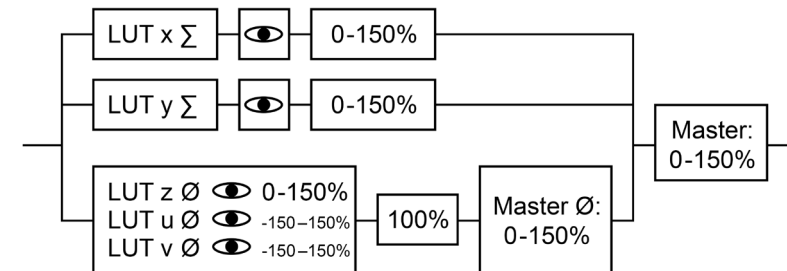 LUT x ∑
0-150%
LUT y ∑
0-150%
Master:
0-150%
LUT z Ø 0-150%
LUT u Ø -150–150%
LUT v Ø -150–150%
100%
Master Ø:
0-150%